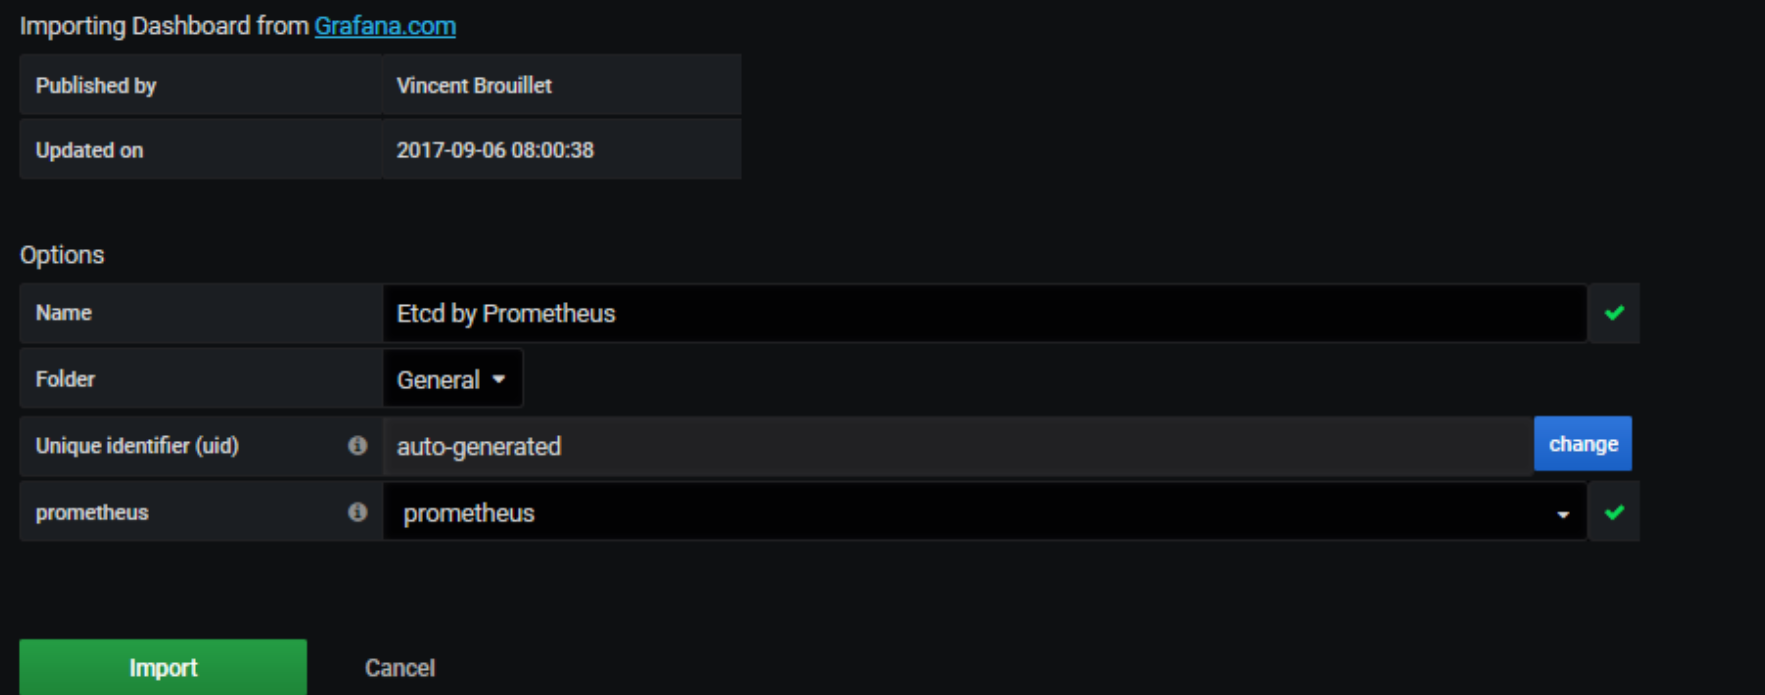 Importing Dashboard from Grafana.com
Published by Vincent Brouillet
Updated on 2017-09-06 08:00:38
Options
Name Etcd by Prometheus
Folder General
Unique identifier (uid) auto-generated change
prometheus prometheus
Import Cancel